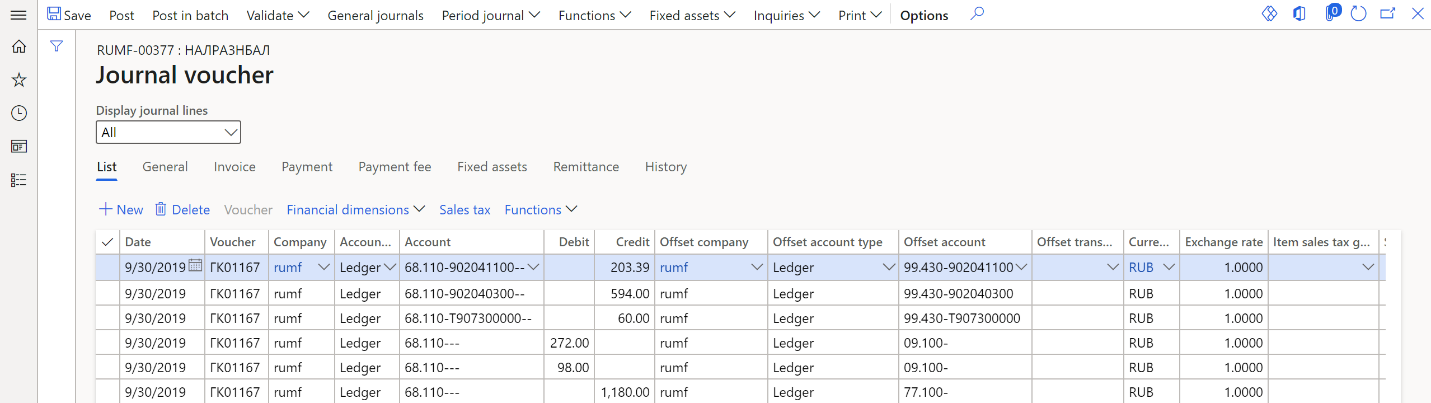 Save Post Post in batch Validate General journals Period journal Functions Fixed assets Inquiries Print Options 0
RUMF-00377 : НАЛРАЗНБАЛ
Journal voucher
Display journal lines
All
List General Invoice Payment Payment fee Fixed assets Remittance History
New Delete Voucher Financial dimensions Sales tax Functions
Date Voucher Company Accoun... Account Debit Credit Offset company Offset account type Offset account Offset trans... Curre... Exchange rate Item sales tax g... S
9/30/2019 ГК01167 rumf Ledger 68.110-902041100-- 203.39 rumf Ledger 99.430-902041100 RUB 1.0000
9/30/2019 ГК01167 rumf Ledger 68.110-902040300-- 594.00 rumf Ledger 99.430-902040300 RUB 1.0000
9/30/2019 ГК01167 rumf Ledger 68.110-T907300000-- 60.00 rumf Ledger 99.430-T907300000 RUB 1.0000
9/30/2019 ГК01167 rumf Ledger 68.110--- 272.00 rumf Ledger 09.100- RUB 1.0000
9/30/2019 ГК01167 rumf Ledger 68.110--- 98.00 rumf Ledger 09.100- RUB 1.0000
9/30/2019 ГК01167 rumf Ledger 68.110--- 1,180.00 rumf Ledger 77.100- RUB 1.0000